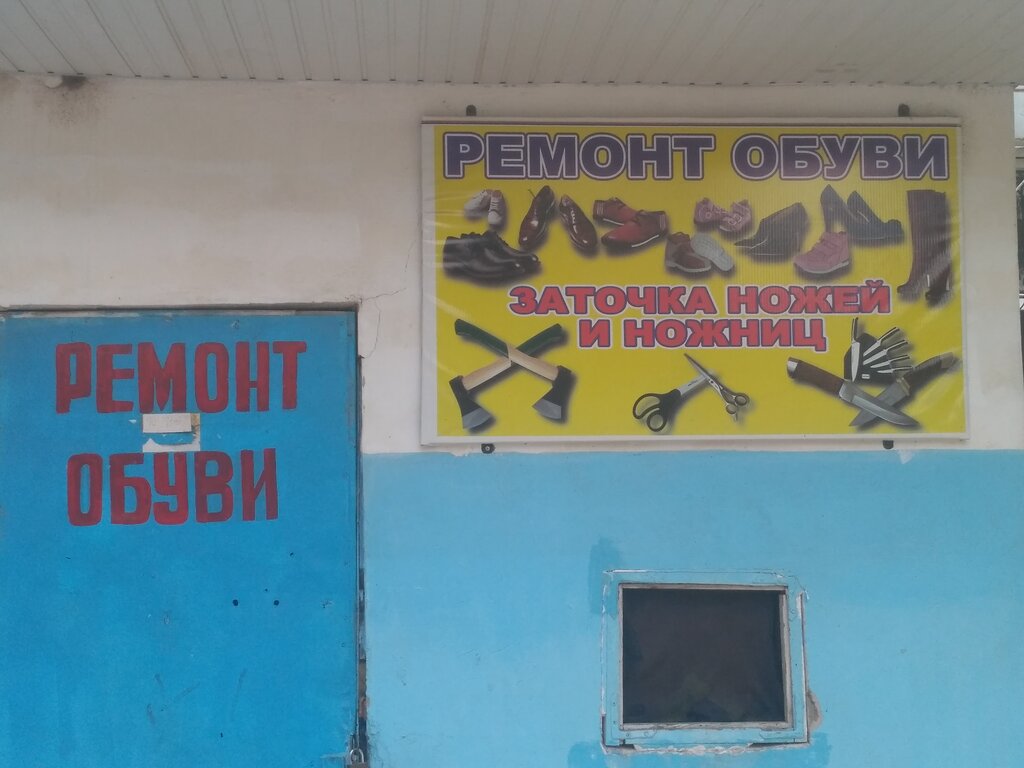 РЕМОНТ ОБУВИ
ЗАТОЧКА НОЖЕЙ
И НОЖНИЦ
РЕМОНТ
ОБУВИ